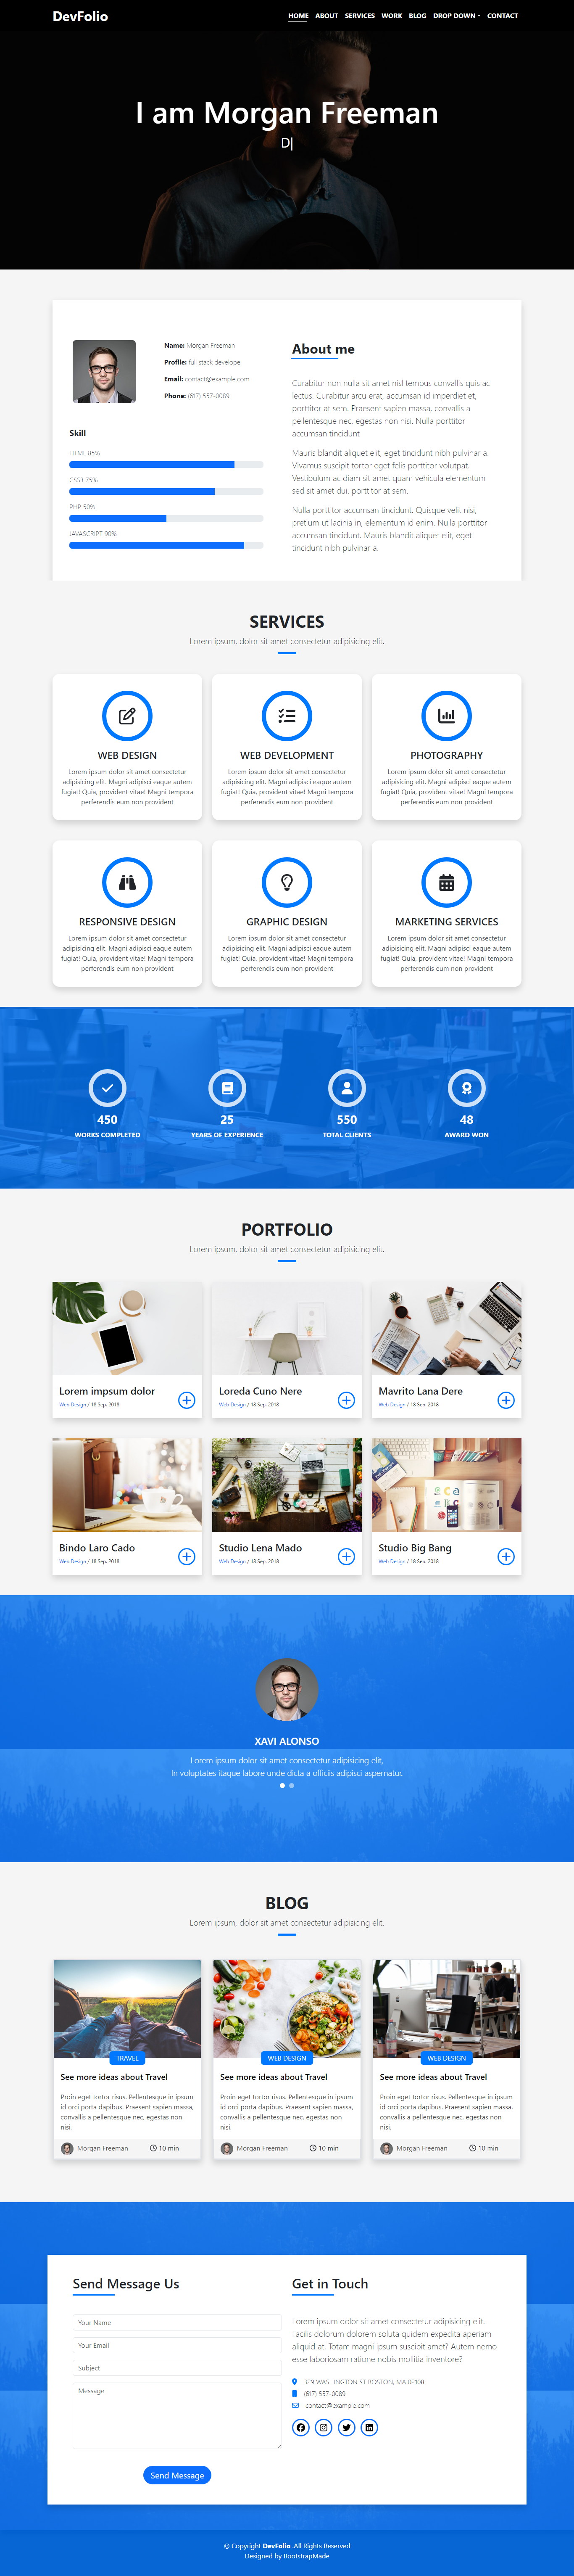 DevFolio
HOME ABOUT SERVICES WORK BLOG DROP DOWN CONTACT
I am Morgan Freeman
D|
Name: Morgan Freeman
Profile: full stack develope
Email: contact@example.com
Phone: (617) 557-0089
Skill
HTML 85%
CSS3 75%
PHP 50%
JAVASCRIPT 90%
About me
Curabitur non nulla sit amet nisl tempus convallis quis ac
lectus. Curabitur arcu erat, accumsan id imperdiet et,
porttitor at sem. Praesent sapien massa, convallis a
pellentesque nec, egestas non nisi. Nulla porttitor
accumsan tincidunt
Mauris blandit aliquet elit, eget tincidunt nibh pulvinar a.
Vivamus suscipit tortor eget felis porttitor volutpat.
Vestibulum ac diam sit amet quam vehicula elementum
sed sit amet dui. porttitor at sem.
Nulla porttitor accumsan tincidunt. Quisque velit nisi,
pretium ut lacinia in, elementum id enim. Nulla porttitor
accumsan tincidunt. Mauris blandit aliquet elit, eget
tincidunt nibh pulvinar a.
SERVICES
Lorem ipsum, dolor sit amet consectetur adipisicing elit.
WEB DESIGN
Lorem ipsum dolor sit amet consectetur
adipisicing elit. Magni adipisci eaque autem
fugiat! Quia, provident vitae! Magni tempora
perferendis eum non provident
WEB DEVELOPMENT
Lorem ipsum dolor sit amet consectetur
adipisicing elit. Magni adipisci eaque autem
fugiat! Quia, provident vitae! Magni tempora
perferendis eum non provident
PHOTOGRAPHY
Lorem ipsum dolor sit amet consectetur
adipisicing elit. Magni adipisci eaque autem
fugiat! Quia, provident vitae! Magni tempora
perferendis eum non provident
RESPONSIVE DESIGN
Lorem ipsum dolor sit amet consectetur
adipisicing elit. Magni adipisci eaque autem
fugiat! Quia, provident vitae! Magni tempora
perferendis eum non provident
GRAPHIC DESIGN
Lorem ipsum dolor sit amet consectetur
adipisicing elit. Magni adipisci eaque autem
fugiat! Quia, provident vitae! Magni tempora
perferendis eum non provident
MARKETING SERVICES
Lorem ipsum dolor sit amet consectetur
adipisicing elit. Magni adipisci eaque autem
fugiat! Quia, provident vitae! Magni tempora
perferendis eum non provident
450
WORKS COMPLETED
25
YEARS OF EXPERIENCE
550
TOTAL CLIENTS
48
AWARD WON
PORTFOLIO
Lorem ipsum, dolor sit amet consectetur adipisicing elit.
Lorem impsum dolor
Web Design / 18 Sep. 2018
Loreda Cuno Nere
Web Design / 18 Sep. 2018
Mavrito Lana Dere
Web Design / 18 Sep. 2018
Bindo Laro Cado
Web Design / 18 Sep. 2018
Studio Lena Mado
Web Design / 18 Sep. 2018
Studio Big Bang
Web Design / 18 Sep. 2018
XAVI ALONSO
Lorem ipsum dolor sit amet consectetur adipisicing elit,
In voluptates itaque labore unde dicta a officiis adipisci aspernatur.
BLOG
Lorem ipsum, dolor sit amet consectetur adipisicing elit.
TRAVEL
See more ideas about Travel
Proin eget tortor risus. Pellentesque in ipsum
id orci porta dapibus. Praesent sapien massa,
convallis a pellentesque nec, egestas non
nisi.
Morgan Freeman 10 min
WEB DESIGN
See more ideas about Travel
Proin eget tortor risus. Pellentesque in ipsum
id orci porta dapibus. Praesent sapien massa,
convallis a pellentesque nec, egestas non
nisi.
Morgan Freeman 10 min
WEB DESIGN
See more ideas about Travel
Proin eget tortor risus. Pellentesque in ipsum
id orci porta dapibus. Praesent sapien massa,
convallis a pellentesque nec, egestas non
nisi.
Morgan Freeman 10 min
Send Message Us
Your Name
Your Email
Subject
Message
Send Message
Get in Touch
Lorem ipsum dolor sit amet consectetur adipisicing elit.
Facilis dolorum dolorem soluta quidem expedita aperiam
aliquid at. Totam magni ipsum suscipit amet? Autem nemo
esse laboriosam ratione nobis mollitia inventore?
329 WASHINGTON ST BOSTON, MA 02108
(617) 557-0089
contact@example.com
© Copyright DevFolio .All Rights Reserved
Designed by BootstrapMade